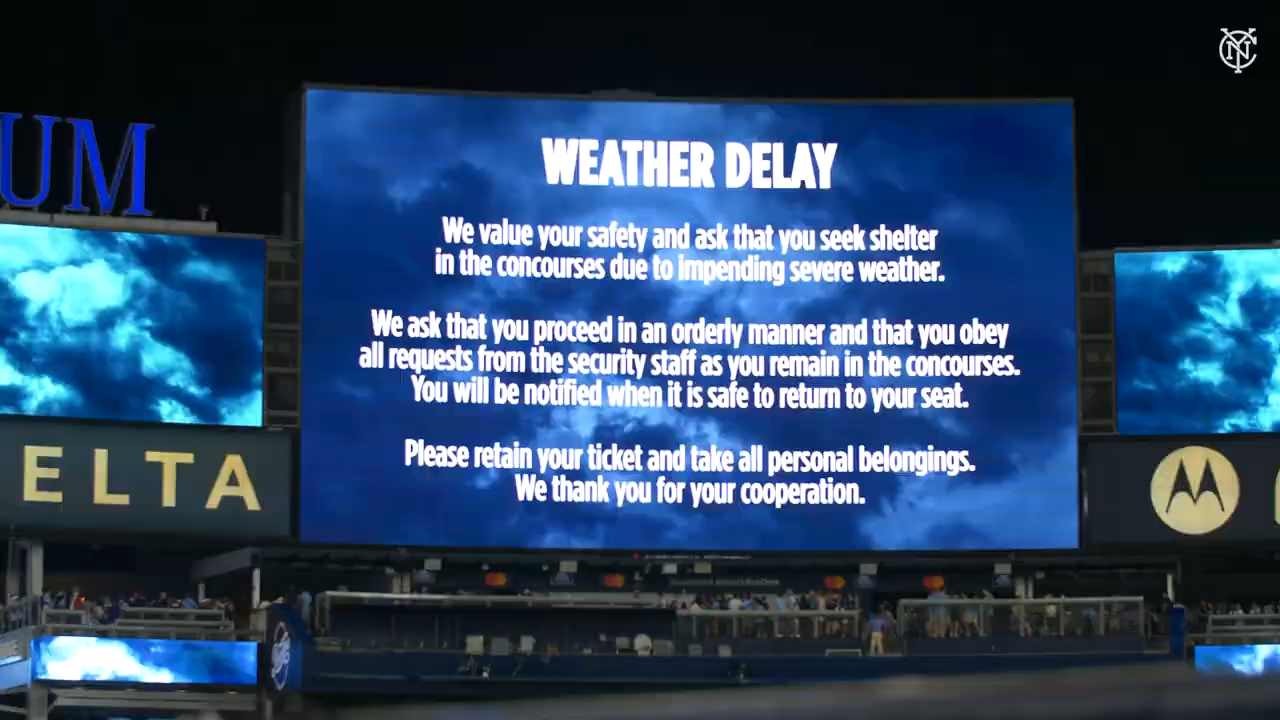 UM
WEATHER DELAY
We value your safety and ask that you seek shelter
in the concourses due to impending severe weather.
We ask that you proceed in an orderly manner and that you obey
all requests from the security staff as you remain in the concourses.
You will be notified when it is safe to return to your seat.
Please retain your ticket and take all personal belongings.
We thank you for your cooperation.
ELTA